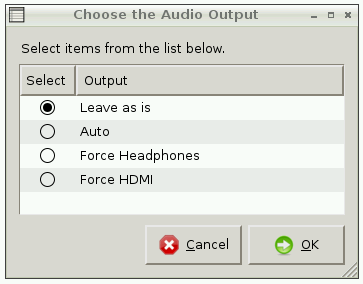 Choose the Audio Output
Select items from the list below.
Select Output
Leave as is
Auto
Force Headphones
Force HDMI
Cancel OK